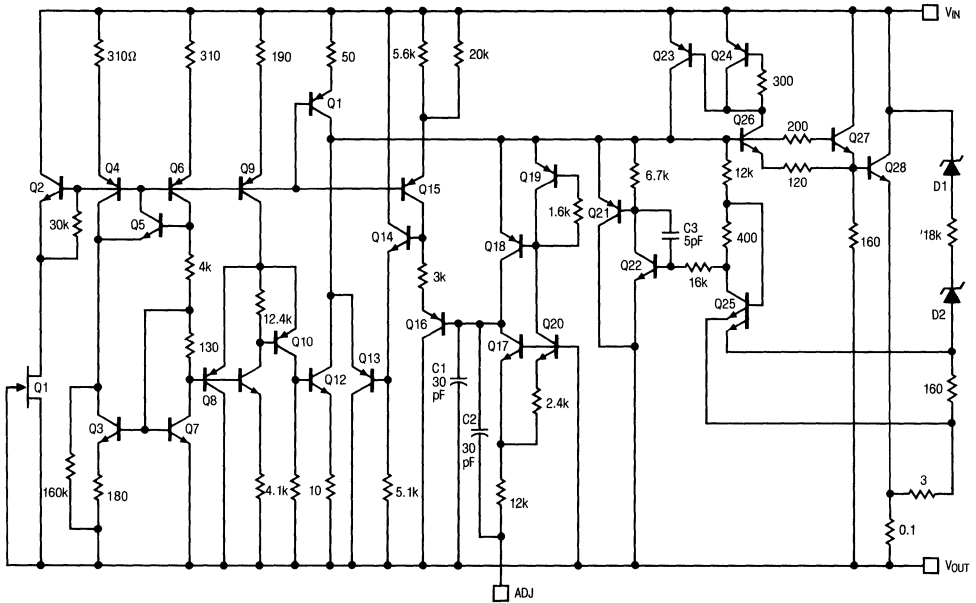 VIN
310Ω
310
190
50
5.6k
20k
Q23
Q24
300
Q1
Q26
200
Q27
Q4
Q6
Q9
Q19
6.7k
12k
120
Q28
Q2
Q15
D1
30k
Q5
1.6k
Q21
C3
5pF
400
160
'18k
Q14
Q18
Q22
4k
3k
16k
Q25
D2
12.4k
Q16
Q10
Q17
Q20
130
Q13
C1
30
pF
Q1
Q8
Q12
160
Q3
Q7
C2
30
pF
2.4k
3
160k
180
4.1k
10
5.1k
12k
0.1
VOUT
ADJ